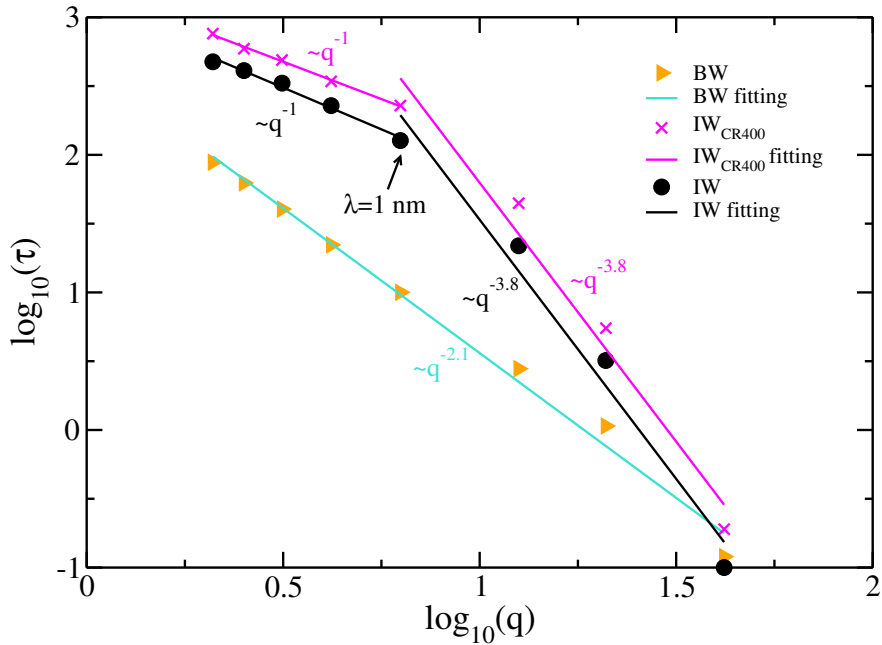 3
2
1
0
-1
0
0.5
1
1.5
2
log10(τ)
log10(q)
~q-1
~q-1
λ=1 nm
~q-3.8
~q-3.8
~q-2.1
BW
BW fitting
IWCR400
IWCR400 fitting
IW
IW fitting